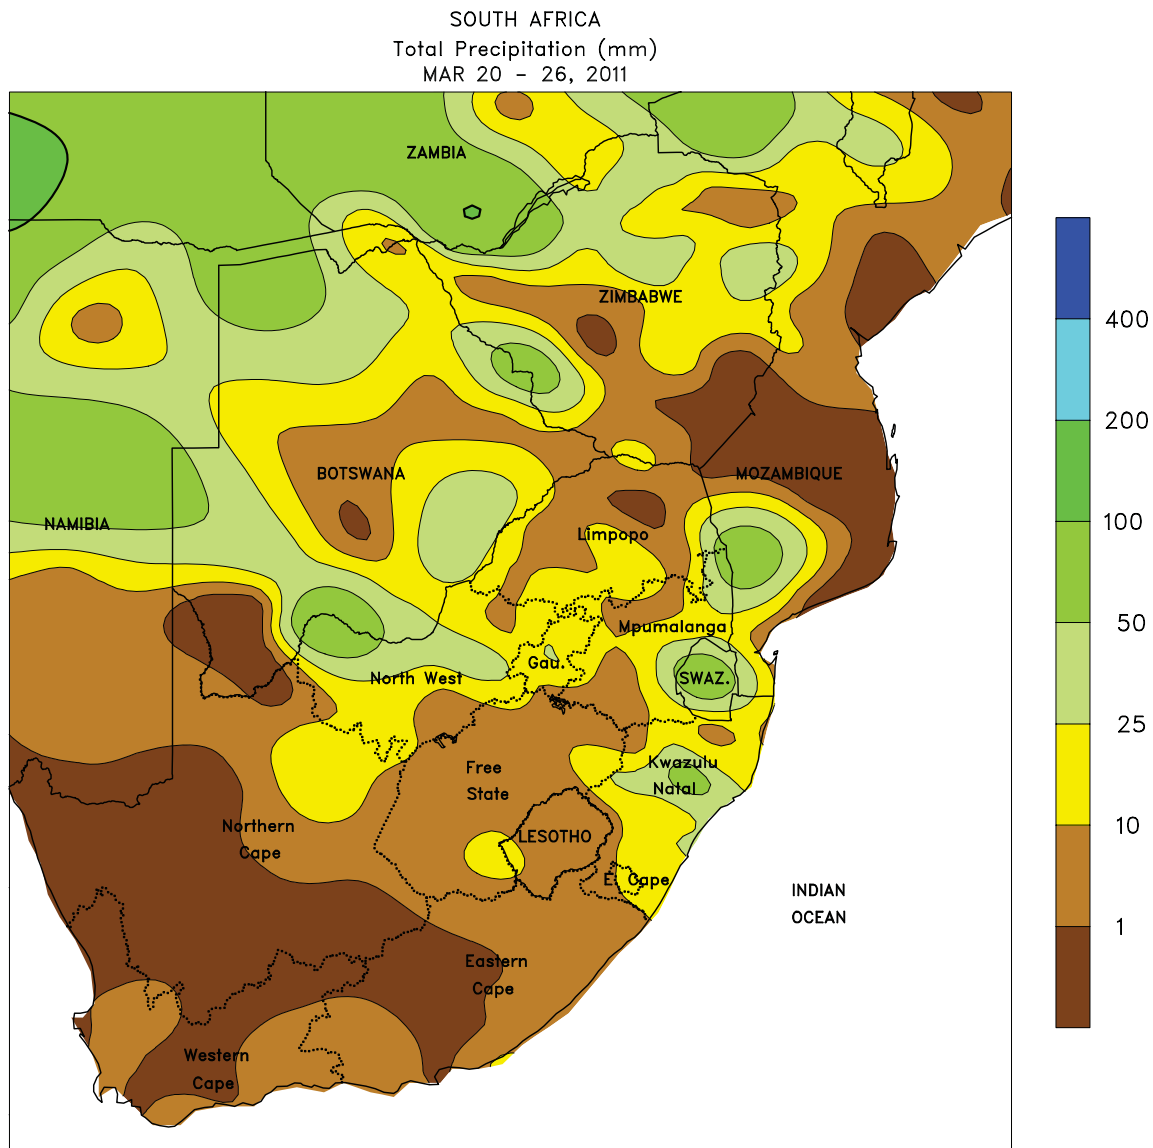 SOUTH AFRICA
Total Precipitation (mm)
MAR 20 - 26, 2011
ZAMBIA
ZIMBABWE
400
200
BOTSWANA
MOZAMBIQUE
NAMIBIA
100
Limpopo
50
Mpumalanga
Gau.
North West
SWAZ.
25
Kwazulu
Natal
Free
State
10
Northern
Cape
LESOTHO
E. Cape
INDIAN
OCEAN
1
Eastern
Cape
Western
Cape